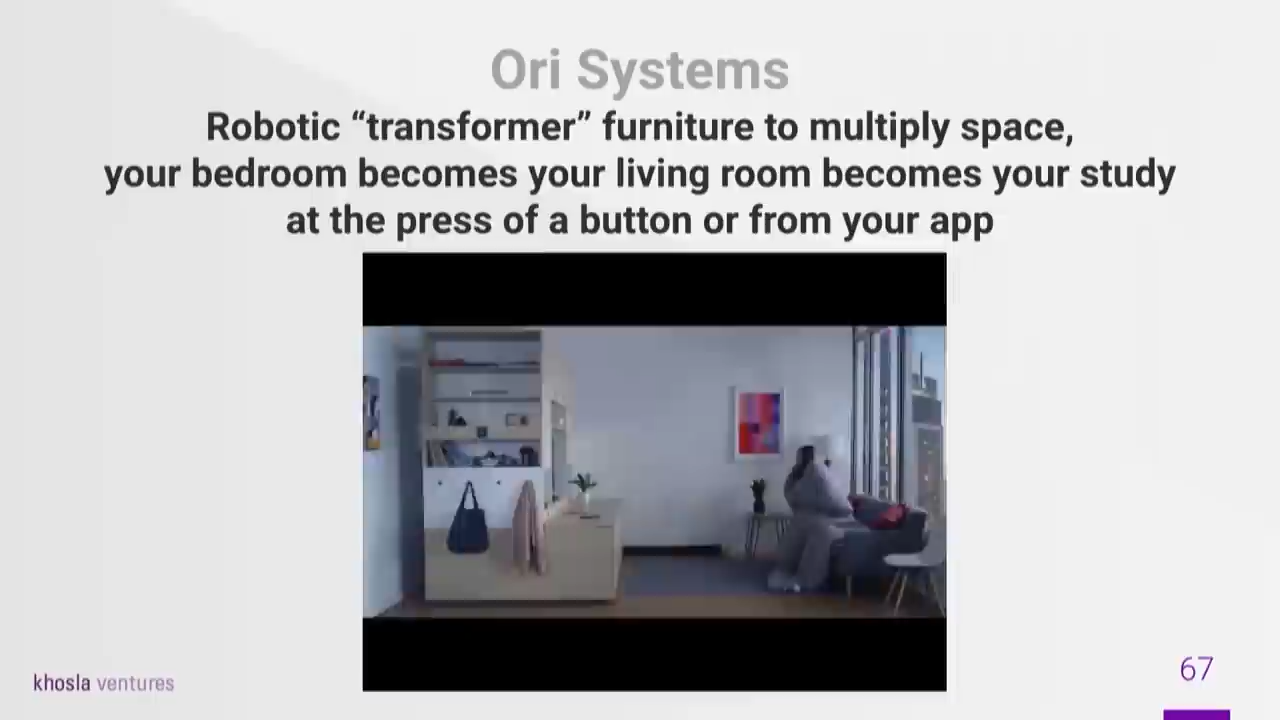 Ori Systems
Robotic “transformer” furniture to multiply space,
your bedroom becomes your living room becomes your study
at the press of a button or from your app
khosla ventures
67